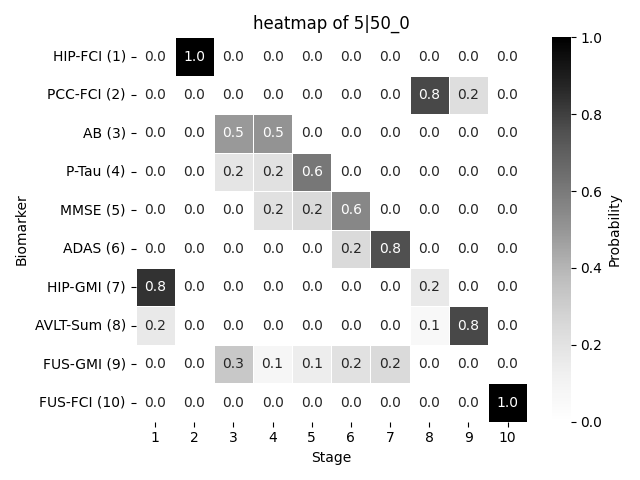 heatmap of 5|50_0
HIP-FCI (1) 0.0 1.0 0.0 0.0 0.0 0.0 0.0 0.0 0.0 0.0
PCC-FCI (2) 0.0 0.0 0.0 0.0 0.0 0.0 0.0 0.8 0.2 0.0
AB (3) 0.0 0.0 0.5 0.5 0.0 0.0 0.0 0.0 0.0 0.0
P-Tau (4) 0.0 0.0 0.2 0.2 0.6 0.0 0.0 0.0 0.0 0.0
MMSE (5) 0.0 0.0 0.0 0.2 0.2 0.6 0.0 0.0 0.0 0.0
ADAS (6) 0.0 0.0 0.0 0.0 0.0 0.2 0.8 0.0 0.0 0.0
HIP-GMI (7) 0.8 0.0 0.0 0.0 0.0 0.0 0.0 0.2 0.0 0.0
AVLT-Sum (8) 0.2 0.0 0.0 0.0 0.0 0.0 0.0 0.1 0.8 0.0
FUS-GMI (9) 0.0 0.0 0.3 0.1 0.1 0.2 0.2 0.0 0.0 0.0
FUS-FCI (10) 0.0 0.0 0.0 0.0 0.0 0.0 0.0 0.0 0.0 1.0
1 2 3 4 5 6 7 8 9 10
Stage
Biomarker
1.0
0.8
0.6
0.4
0.2
0.0
Probability